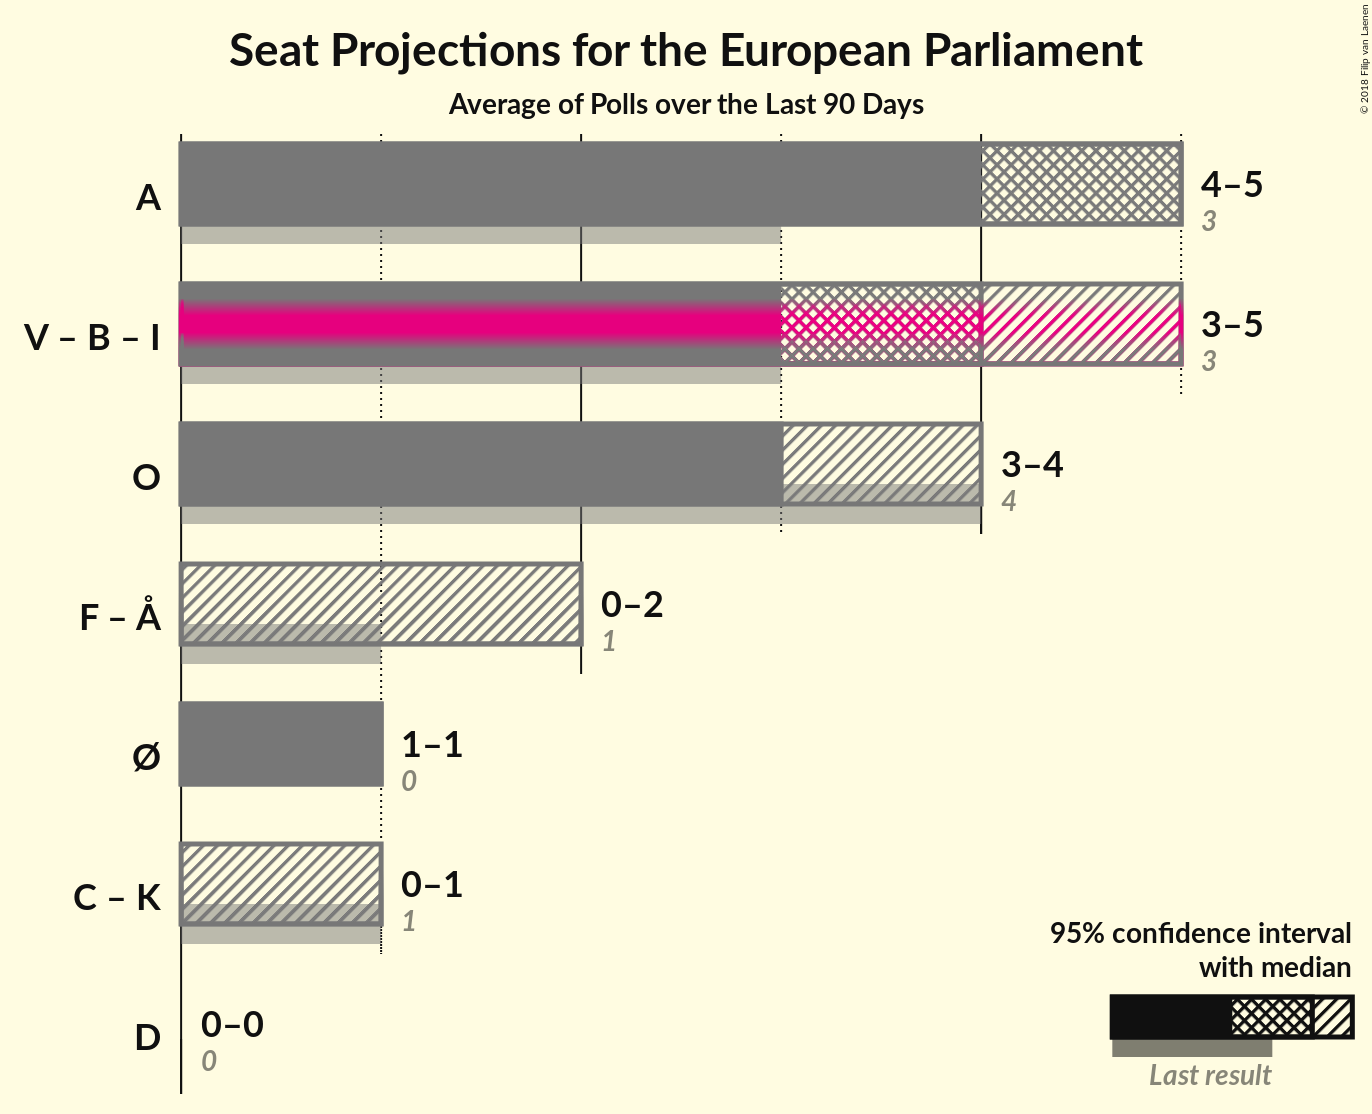 Seat Projections for the European Parliament
Average of Polls over the Last 90 Days
© 2018 Filip van Laenen
A
4–5
3
V – B – I
3–5
3
O
3–4
4
F – Å
0–2
1
Ø
1–1
0
C – K
0–1
1
D
0–0
0
95% confidence interval
with median
Last result